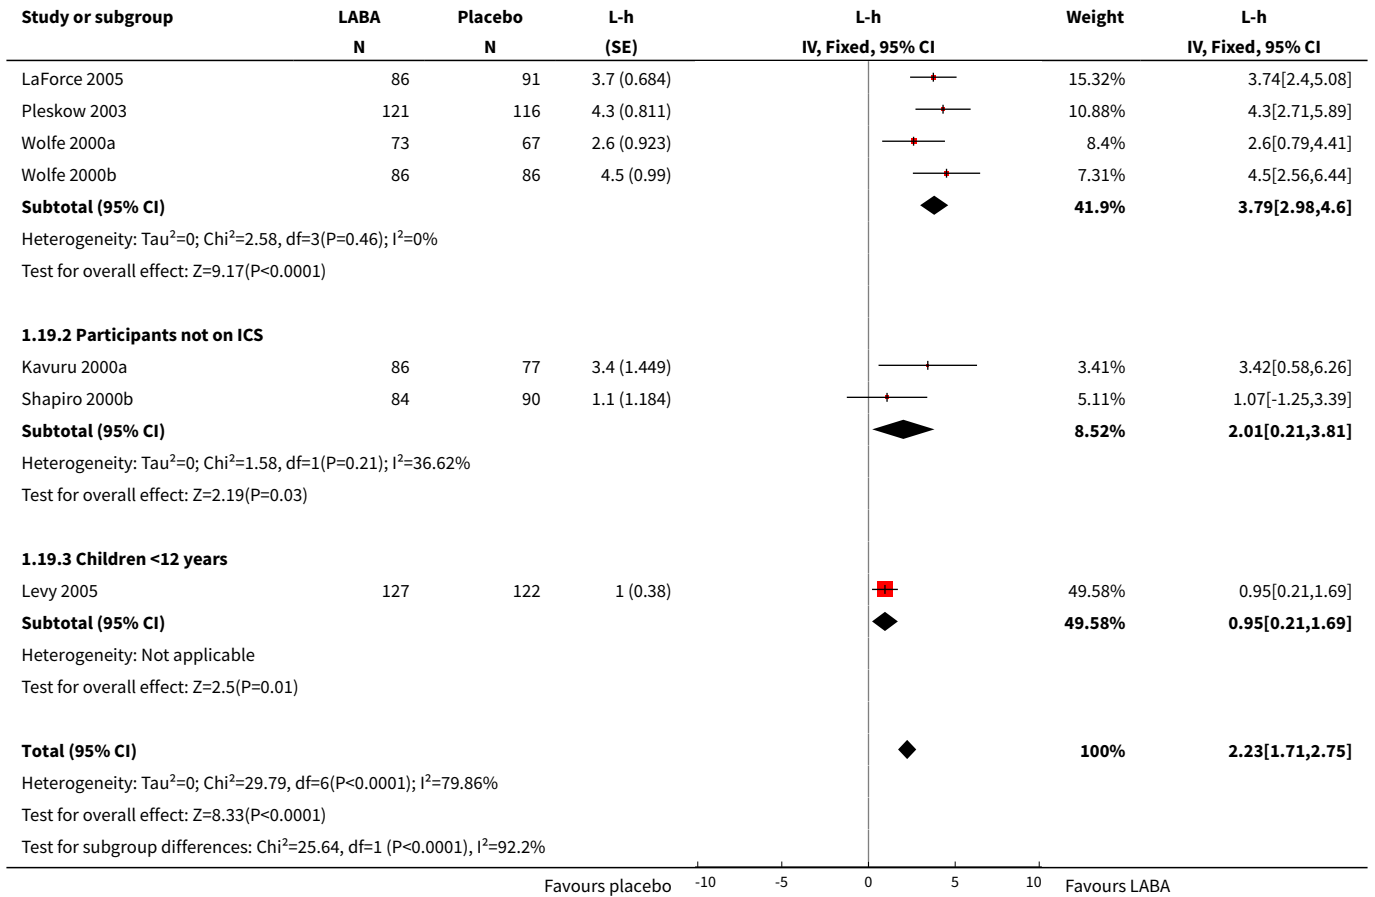 Study or subgroup LABA Placebo L-h L-h Weight L-h
N N (SE) IV, Fixed, 95% CI IV, Fixed, 95% CI
LaForce 2005 86 91 3.7 (0.684) 15.32% 3.74[2.4,5.08]
Pleskow 2003 121 116 4.3 (0.811) 10.88% 4.3[2.71,5.89]
Wolfe 2000a 73 67 2.6 (0.923) 8.4% 2.6[0.79,4.41]
Wolfe 2000b 86 86 4.5 (0.99) 7.31% 4.5[2.56,6.44]
Subtotal (95% CI) 41.9% 3.79[2.98,4.6]
Heterogeneity: Tau²=0; Chi²=2.58, df=3(P=0.46); I²=0%
Test for overall effect: Z=9.17(P<0.0001)
1.19.2 Participants not on ICS
Kavuru 2000a 86 77 3.4 (1.449) 3.41% 3.42[0.58,6.26]
Shapiro 2000b 84 90 1.1 (1.184) 5.11% 1.07[-1.25,3.39]
Subtotal (95% CI) 8.52% 2.01[0.21,3.81]
Heterogeneity: Tau²=0; Chi²=1.58, df=1(P=0.21); I²=36.62%
Test for overall effect: Z=2.19(P=0.03)
1.19.3 Children <12 years
Levy 2005 127 122 1 (0.38) 49.58% 0.95[0.21,1.69]
Subtotal (95% CI) 49.58% 0.95[0.21,1.69]
Heterogeneity: Not applicable
Test for overall effect: Z=2.5(P=0.01)
Total (95% CI) 100% 2.23[1.71,2.75]
Heterogeneity: Tau²=0; Chi²=29.79, df=6(P<0.0001); I²=79.86%
Test for overall effect: Z=8.33(P<0.0001)
Test for subgroup differences: Chi²=25.64, df=1 (P<0.0001), I²=92.2%
Favours placebo -10 -5 0 5 10 Favours LABA